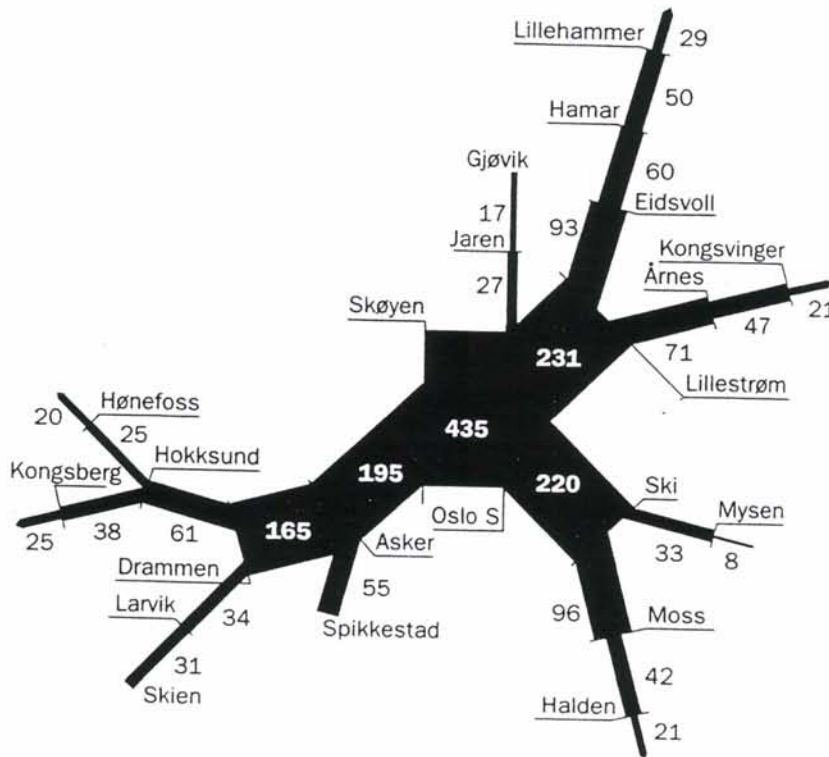 Lillehammer
29
50
Hamar
Gjøvik
60
17
Eidsvoll
93
Jaren
Kongsvinger
Årnes
27
Skøyen
21
47
231
71
Lillestrøm
Hønefoss
20
25
435
Hokksund
Kongsberg
195
220
Ski
Mysen
Oslo S
25
38
61
165
Asker
33
8
Drammen
55
Larvik
34
96
Moss
Spikkestad
31
42
Skien
Halden
21